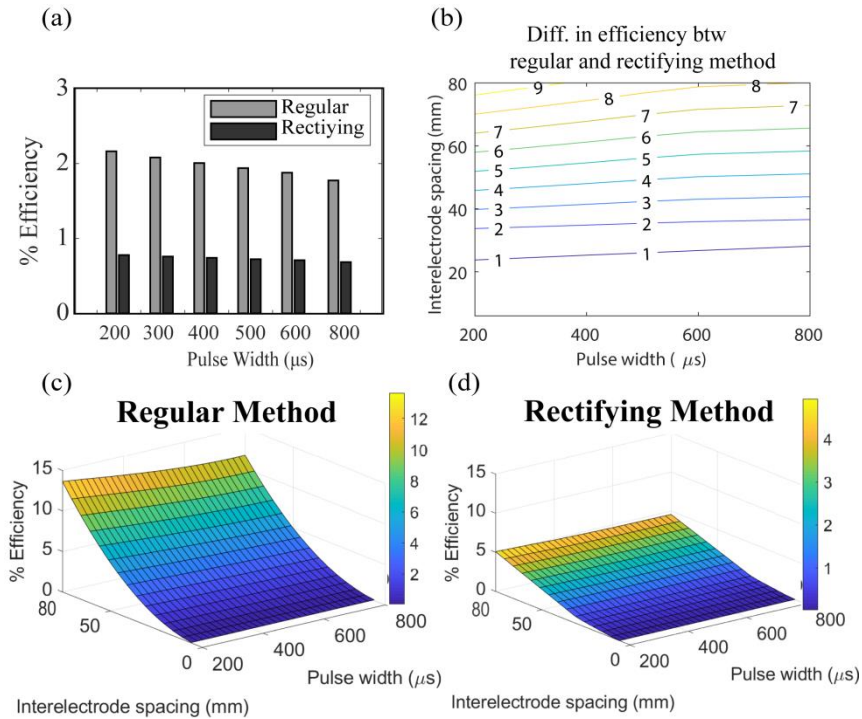 (a)
3
2
1
0
% Efficiency
Regular
Rectiying
200 300 400 500 600 800
Pulse Width (μs)
(b)
Diff. in efficiency btw
regular and rectifying method
80
60
40
20
Interelectrode spacing (mm)
9
8 8
7 7
6 6
5 5
4 4
3 3
2 2
1 1
200 400 600 800
Pulse width ( μs)
(c)
Regular Method
15
10
5
0
% Efficiency
80
50
0
200 400 600 800
Pulse width (μs)
Interelectrode spacing (mm)
12
10
8
6
4
2
(d)
Rectifying Method
15
10
5
0
% Efficiency
80
50
0
200 400 600 800
Pulse width (μs)
Interelectrode spacing (mm)
4
3
2
1